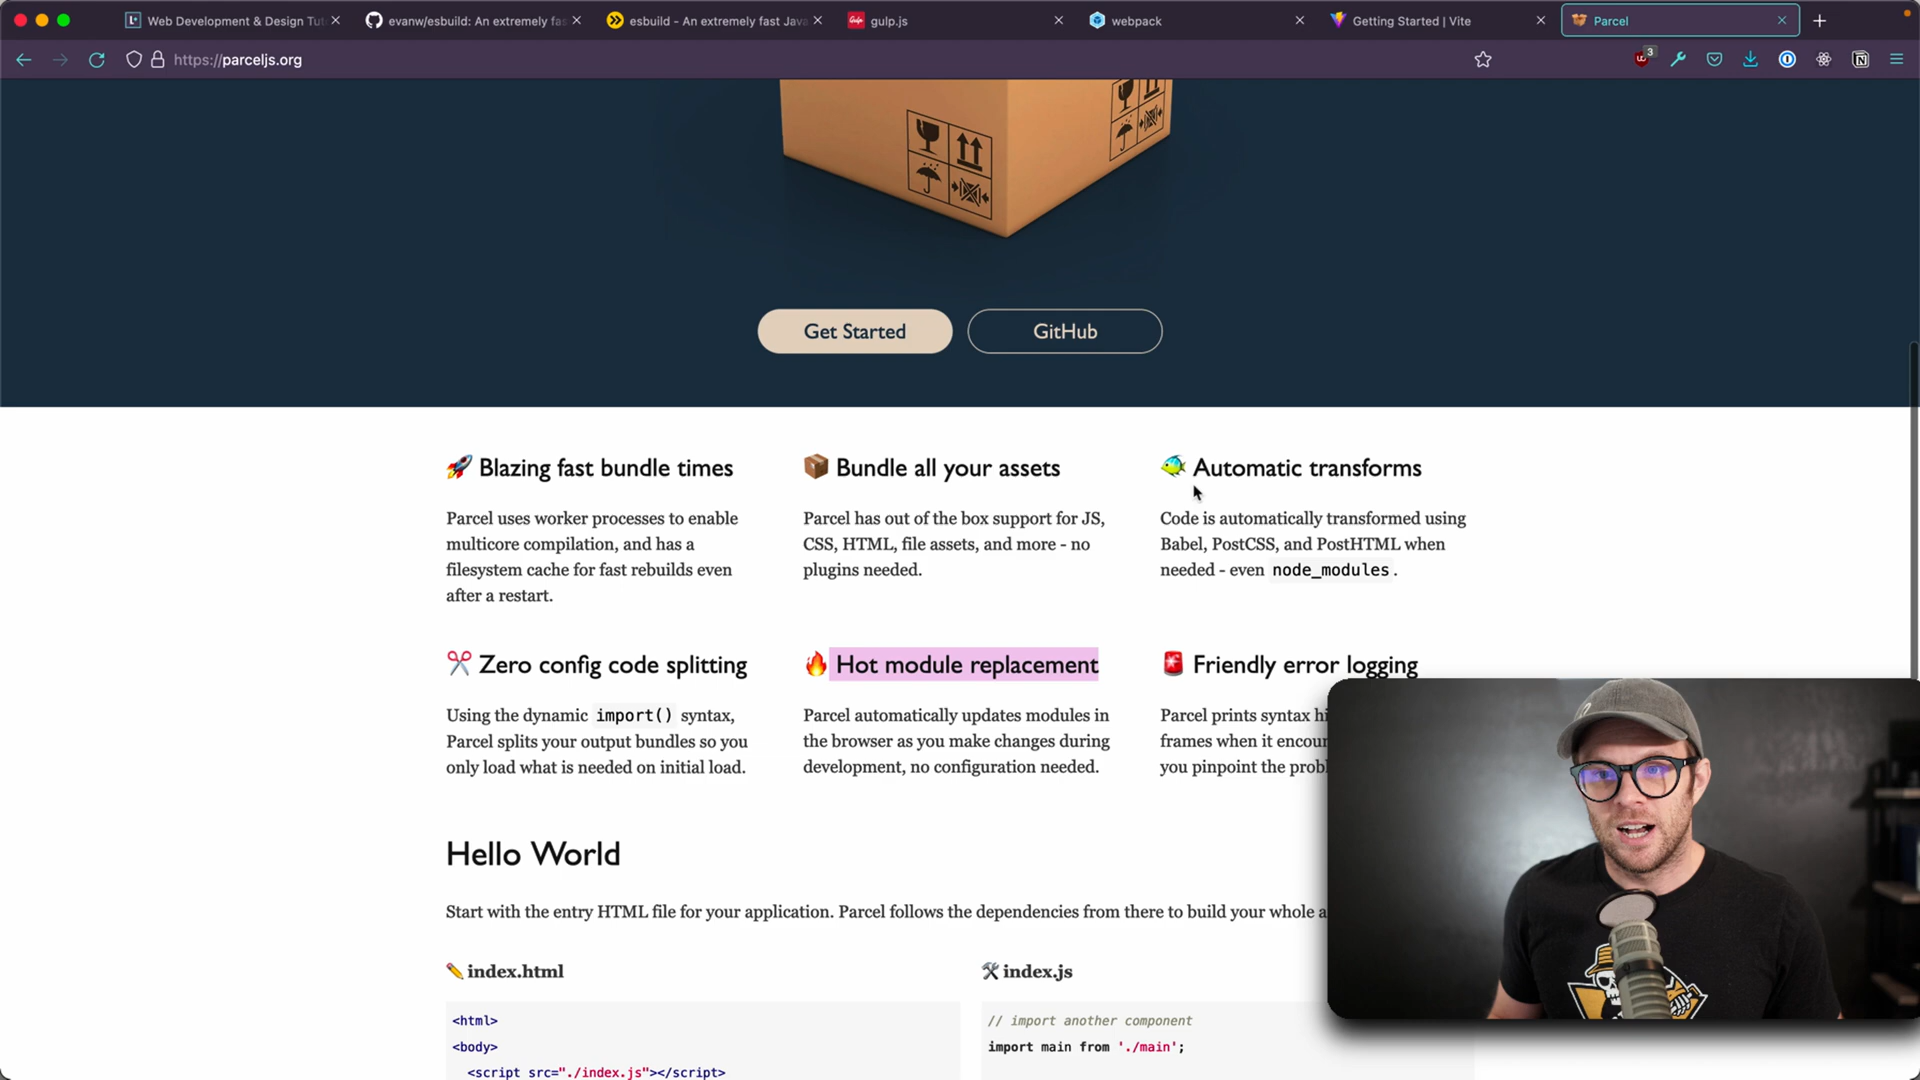 Web Development & Design Tut
evanw/esbuild: An extremely fas
esbuild - An extremely fast Java
gulp.js
webpack
Getting Started | Vite
Parcel
https://parceljs.org
3
Get Started
GitHub
🚀 Blazing fast bundle times
Parcel uses worker processes to enable
multicore compilation, and has a
filesystem cache for fast rebuilds even
after a restart.
📦 Bundle all your assets
Parcel has out of the box support for JS,
CSS, HTML, file assets, and more - no
plugins needed.
🐠 Automatic transforms
Code is automatically transformed using
Babel, PostCSS, and PostHTML when
needed - even node_modules.
✂️ Zero config code splitting
Using the dynamic import() syntax,
Parcel splits your output bundles so you
only load what is needed on initial load.
🔥 Hot module replacement
Parcel automatically updates modules in
the browser as you make changes during
development, no configuration needed.
🚨 Friendly error logging
Parcel prints syntax hi
frames when it encoun
you pinpoint the prob
Hello World
Start with the entry HTML file for your application. Parcel follows the dependencies from there to build your whole a
✏️ index.html
<html>
<body>
<script src="./index.js"></script>
🛠 index.js
// import another component
import main from './main';